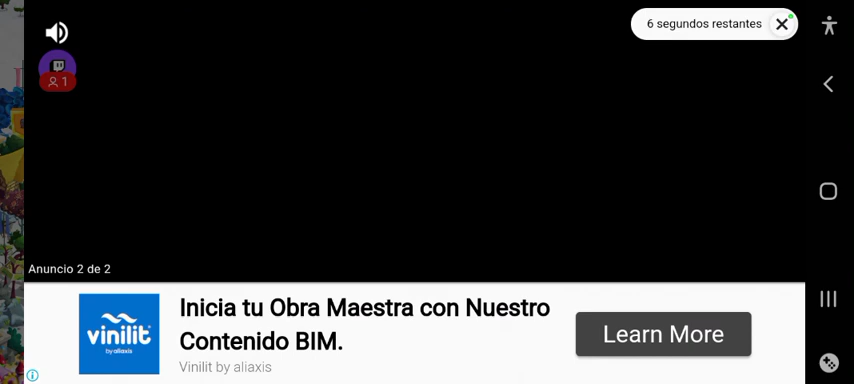 6 segundos restantes
1
Anuncio 2 de 2
vinilit
by aliaxis
Inicia tu Obra Maestra con Nuestro
Contenido BIM.
Vinilit by aliaxis
Learn More